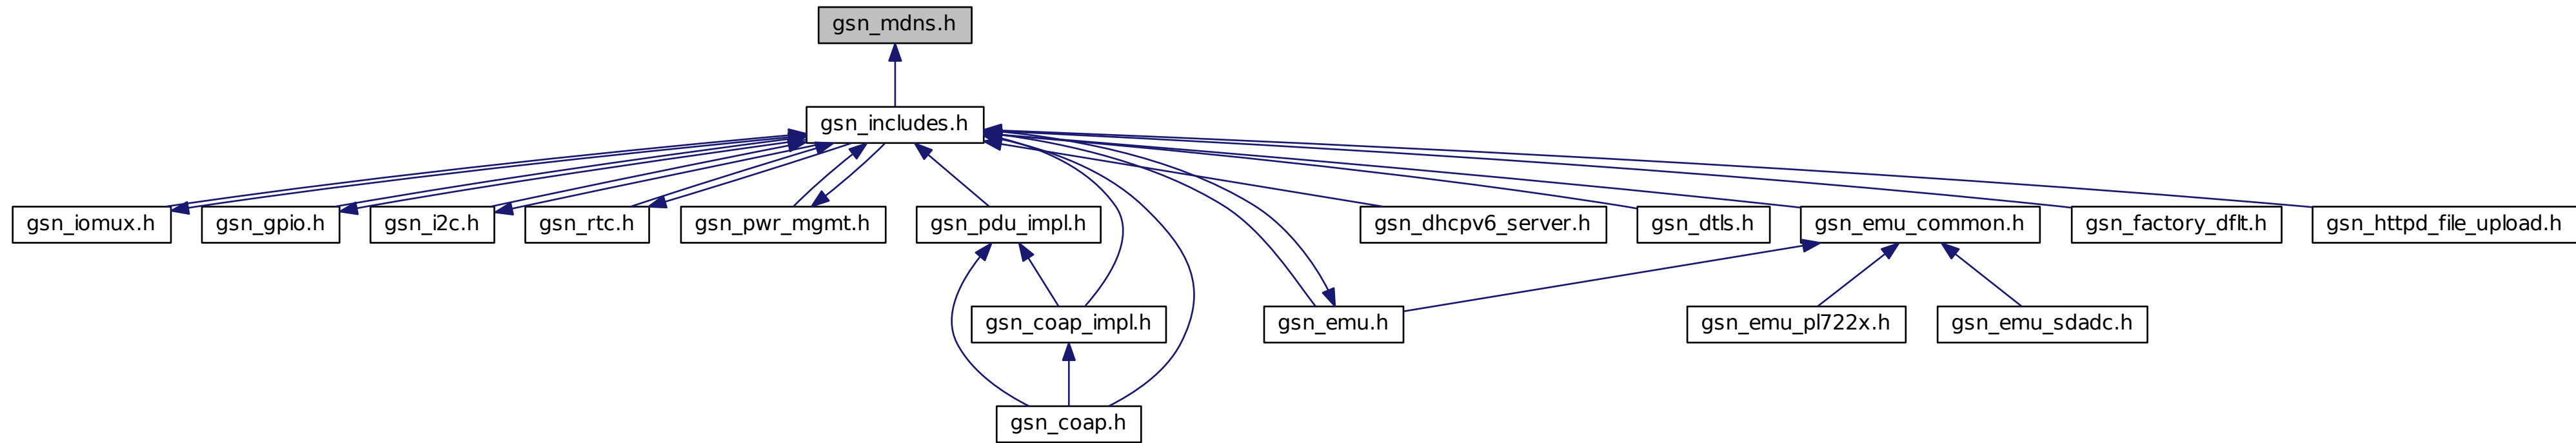 gsn_mdns.h
gsn_includes.h
gsn_iomux.h
gsn_gpio.h
gsn_i2c.h
gsn_rtc.h
gsn_pwr_mgmt.h
gsn_pdu_impl.h
gsn_dhcpv6_server.h
gsn_dtls.h
gsn_emu_common.h
gsn_factory_dflt.h
gsn_httpd_file_upload.h
gsn_coap_impl.h
gsn_emu.h
gsn_emu_pl722x.h
gsn_emu_sdadc.h
gsn_coap.h